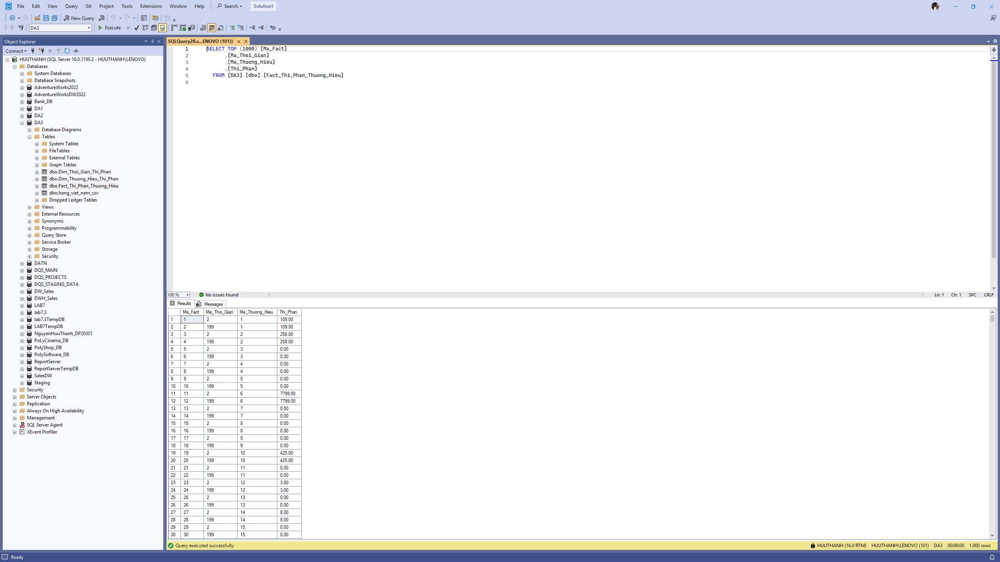 File Edit View Query Git Project Tools Extensions Window Help Search Solution1
New Query
DA3 Execute
Object Explorer
Connect
HUUTHANH (SQL Server 16.0.1190.2 - HUUTHANH\LENOVO)
Databases
System Databases
Database Snapshots
AdventureWorks2022
AdventureWorksDW2022
Bank_DB
DA1
DA2
DA3
Database Diagrams
Tables
System Tables
FileTables
External Tables
Graph Tables
dbo.Dim_Thoi_Gian_Thi_Phan
dbo.Dim_Thuong_Hieu_Thi_Phan
dbo.Fact_Thi_Phan_Thuong_Hieu
dbo.hang_viet_nam_csv
Dropped Ledger Tables
Views
External Resources
Synonyms
Programmability
Query Store
Service Broker
Storage
Security
DATN
DQS_MAIN
DQS_PROJECTS
DQS_STAGING_DATA
DW_Sales
DWH_Sales
LAB7
lab7.3
lab7.3TempDB
LAB7TempDB
NguyenHuuThanh_DP20301
PoLyCinema_DB
PolyShop_DB
PolySoftware_DB
ReportServer
ReportServerTempDB
SalesDW
Staging
Security
Server Objects
Replication
Always On High Availability
Management
SQL Server Agent
XEvent Profiler
SQLQuery28.s...ENOVO (101))
1 SELECT TOP (1000) [Ma_Fact]
2 ,[Ma_Thoi_Gian]
3 ,[Ma_Thuong_Hieu]
4 ,[Thi_Phan]
5 FROM [DA3].[dbo].[Fact_Thi_Phan_Thuong_Hieu]
6
100 % No issues found Ln: 1 Ch: 1 SPC CRLF
Results Messages
Ma_Fact Ma_Thoi_Gian Ma_Thuong_Hieu Thi_Phan
1 1 2 1 109.00
2 2 199 1 109.00
3 3 2 2 258.00
4 4 199 2 258.00
5 5 2 3 0.00
6 6 199 3 0.00
7 7 2 4 0.00
8 8 199 4 0.00
9 9 2 5 0.00
10 10 199 5 0.00
11 11 2 6 7799.00
12 12 199 6 7799.00
13 13 2 7 0.00
14 14 199 7 0.00
15 15 2 8 0.00
16 16 199 8 0.00
17 17 2 9 0.00
18 18 199 9 0.00
19 19 2 10 425.00
20 20 199 10 425.00
21 21 2 11 0.00
22 22 199 11 0.00
23 23 2 12 3.00
24 24 199 12 3.00
25 25 2 13 0.00
26 26 199 13 0.00
27 27 2 14 8.00
28 28 199 14 8.00
29 29 2 15 0.00
30 30 199 15 0.00
Query executed successfully. HUUTHANH (16.0 RTM) HUUTHANH\LENOVO (101) DA3 00:00:00 1.000 rows
Ready